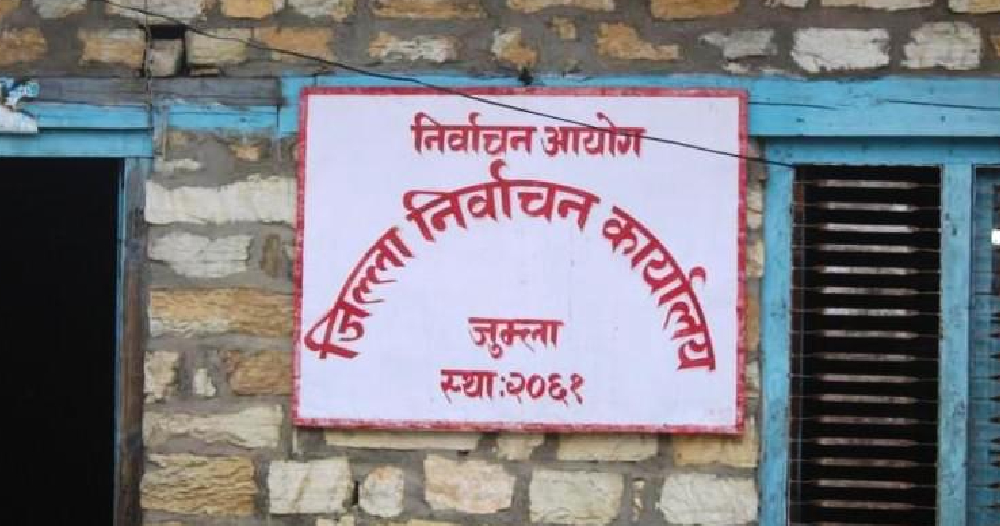 निर्वाचन आयोग
जिल्ला निर्वाचन कार्यालय
जुम्ला
स्था:२०६१